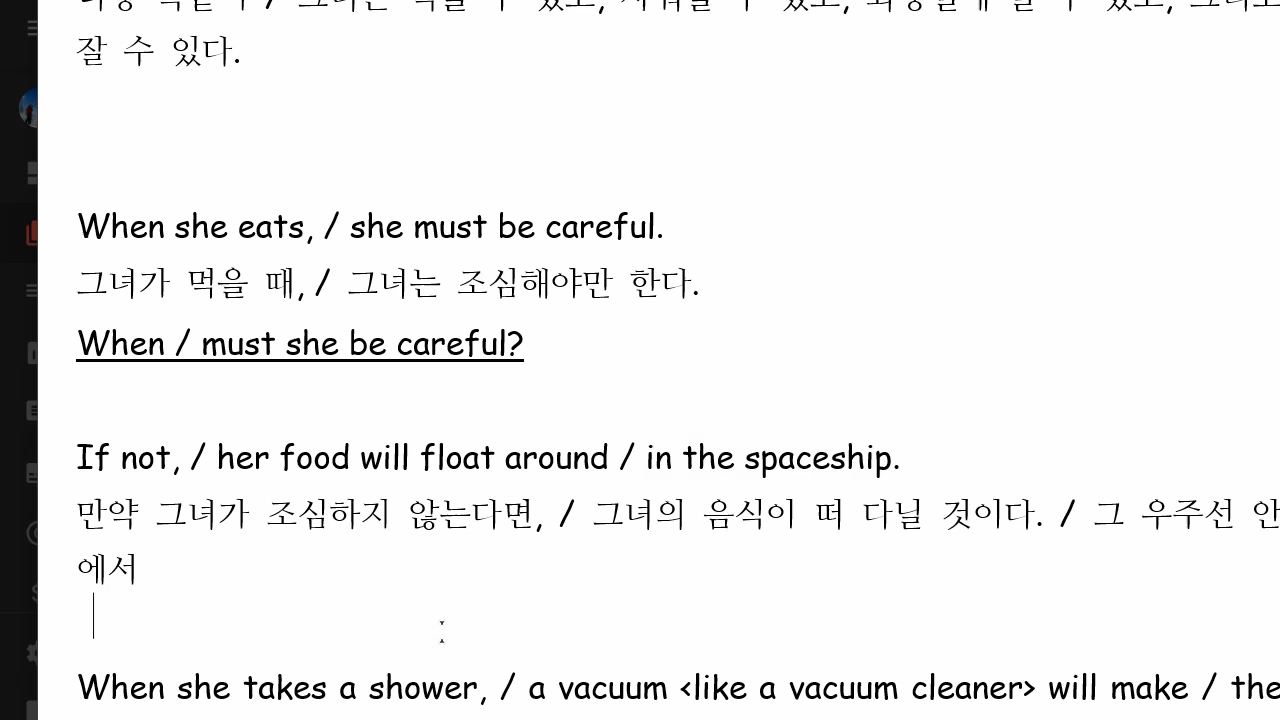 잘 수 있다.
When she eats, / she must be careful.
그녀가 먹을 때, / 그녀는 조심해야만 한다.
When / must she be careful?
If not, / her food will float around / in the spaceship.
만약 그녀가 조심하지 않는다면, / 그녀의 음식이 떠 다닐 것이다. / 그 우주선 안
에서
When she takes a shower, / a vacuum <like a vacuum cleaner> will make / the